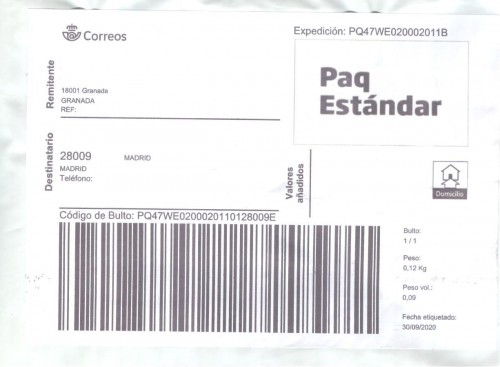 Correos
Expedición: PQ47WE020002011B
Remitente
18001 Granada
GRANADA
REF:
Paq
Estándar
Destinatario
28009 MADRID
MADRID
Teléfono:
Valores
añadidos
Domicilio
Código de Bulto: PQ47WE0200020110128009E
Bulto:
1 / 1
Peso:
0,12 Kg
Peso vol.:
0,09
Fecha etiquetado:
30/09/2020